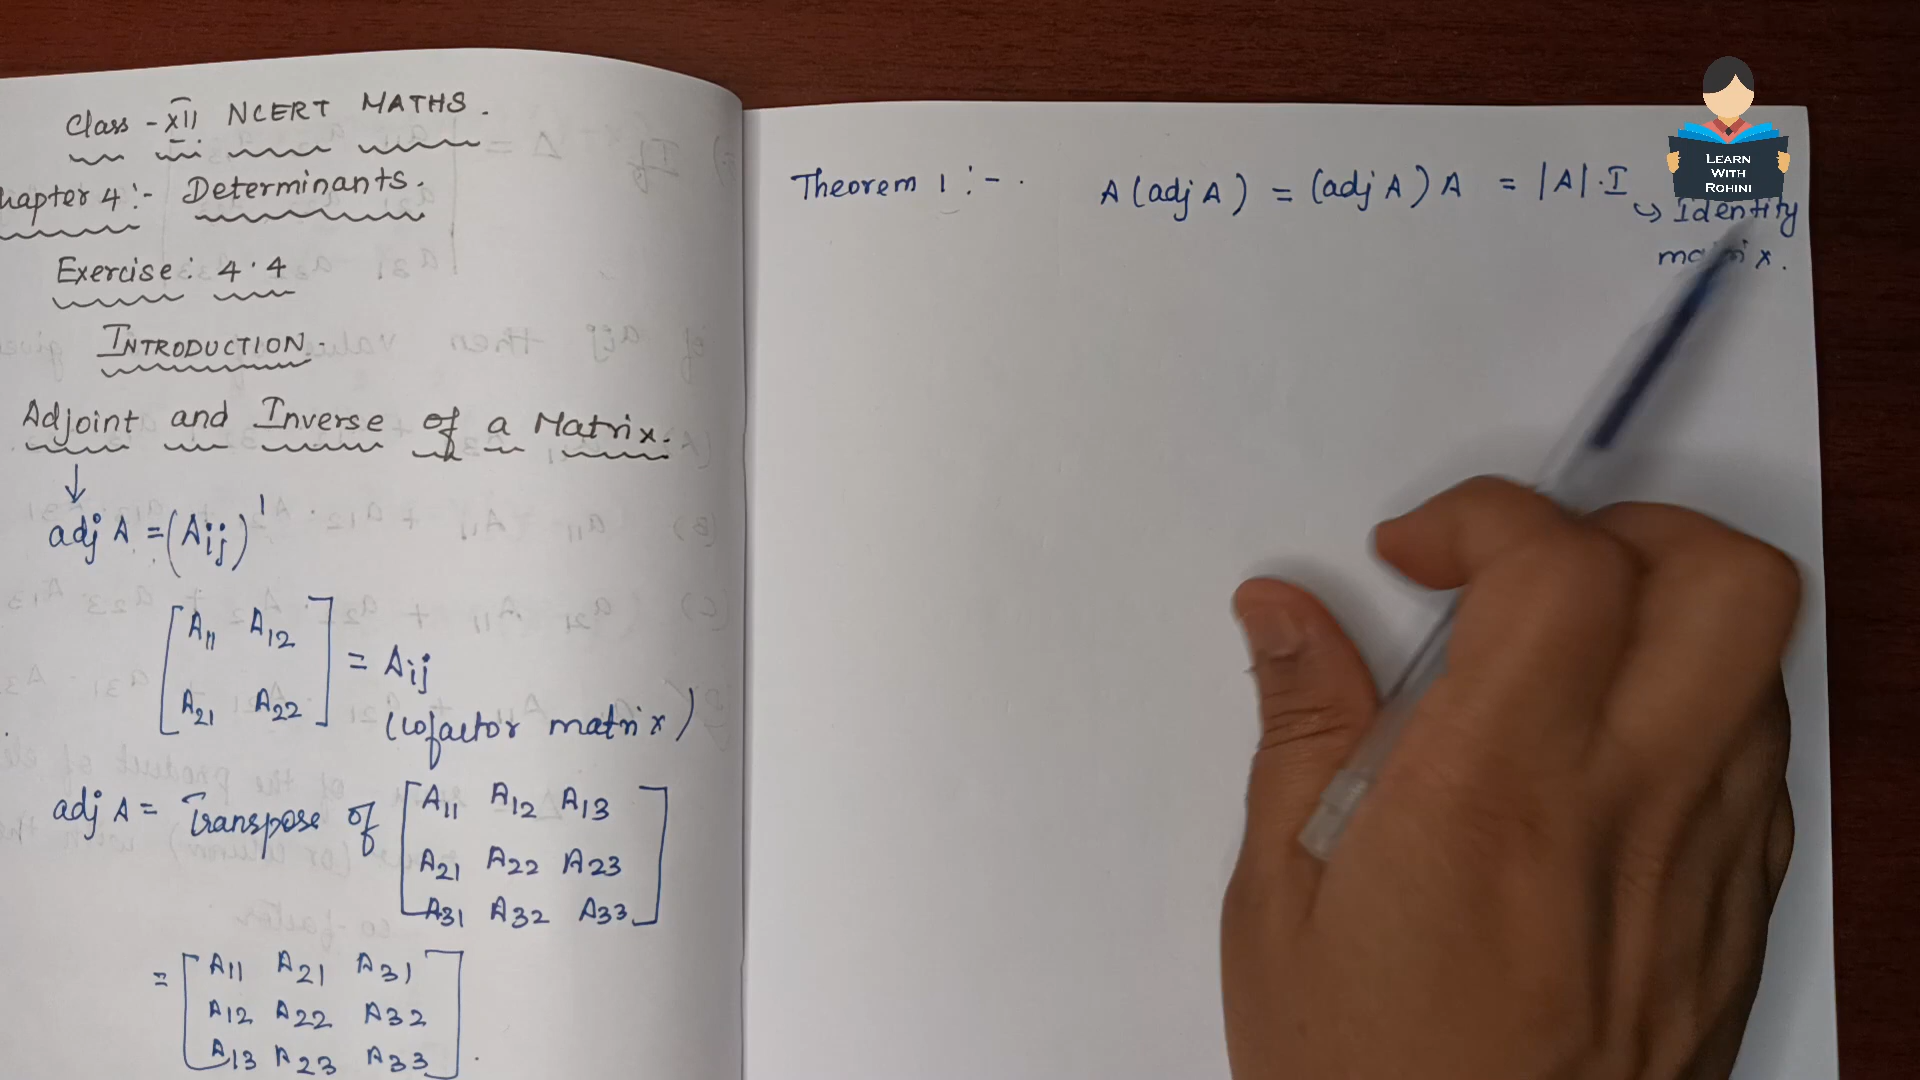 Class - XII NCERT MATHS.
hapter 4 :- Determinants.
Exercise: 4.4
INTRODUCTION.
Adjoint and Inverse of a Matrix.
↓
adj A = (Aij)'
[A11 A12
A21 A22] = Aij
(cofactor matrix)
adj A = Transpose of [A11 A12 A13
A21 A22 A23
A31 A32 A33]
= [A11 A21 A31
A12 A22 A32
A13 A23 A33].
Theorem 1 :- . A(adj A) = (adj A) A = |A|.I
↪ Identity
matrix.
LEARN
WITH
ROHINI